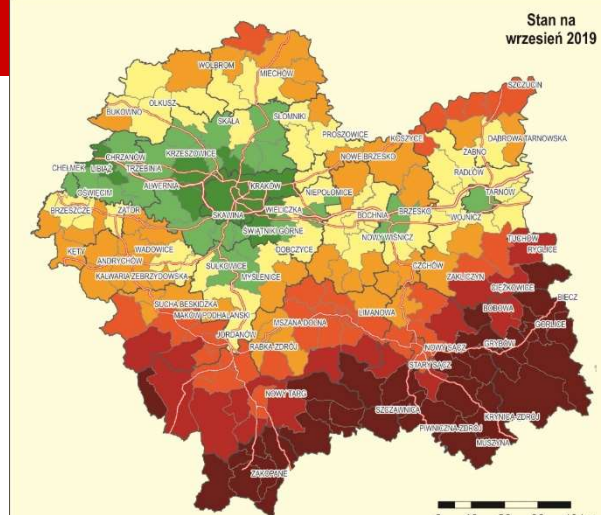 Stan na
wrzesień 2019
SZCZUCIN
WOLBROM
MIECHÓW
OLKUSZ
BUKOWNO
SKAŁA
SŁOMNIKI
PROSZOWICE
KOSZYCE
DĄBROWA TARNOWSKA
ŻABNO
NOWE BRZESKO
RADŁÓW
CHRZANÓW
KRZESZOWICE
CHEŁMEK
LIBIĄŻ
TRZEBINIA
ALWERNIA
KRAKÓW
NIEPOŁOMICE
TARNÓW
OŚWIĘCIM
WIELICZKA
BRZESZCZE
ZATOR
SKAWINA
BOCHNIA
BRZESKO
WOJNICZ
ŚWIĄTNIKI GÓRNE
NOWY WIŚNICZ
TUCHÓW
RYGLICE
KĘTY
WADOWICE
DOBCZYCE
ANDRYCHÓW
SUŁKOWICE
MYŚLENICE
CZCHÓW
ZAKLICZYN
KALWARIA ZEBRZYDOWSKA
CIĘŻKOWICE
BIECZ
SUCHA BESKIDZKA
BOBOWA
MAKÓW PODHALAŃSKI
MSZANA DOLNA
LIMANOWA
GORLICE
JORDANÓW
GRYBÓW
NOWY SĄCZ
RABKA-ZDRÓJ
STARY SĄCZ
NOWY TARG
SZCZAWNICA
KRYNICA-ZDRÓJ
PIWNICZNA-ZDRÓJ
MUSZYNA
ZAKOPANE